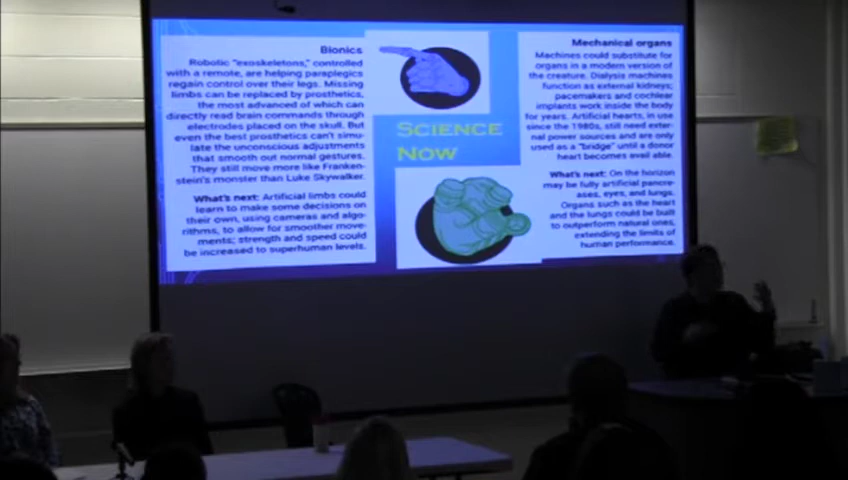 Bionics
Robotic "exoskeletons," controlled
with a remote, are helping paraplegics
regain control over their legs. Missing
limbs can be replaced by prosthetics,
the most advanced of which can
directly read brain commands through
electrodes placed on the skull. But
even the best prosthetics can't simu-
late the unconscious adjustments
that smooth out normal gestures.
They still move more like Franken-
stein's monster than Luke Skywalker.
What's next: Artificial limbs could
learn to make some decisions on
their own, using cameras and algo-
rithms, to allow for smoother move-
ments; strength and speed could
be increased to superhuman levels.
SCIENCE
NOW
Mechanical organs
Machines could substitute for
organs in a modern version of
the creature. Dialysis machines
function as external kidneys;
pacemakers and cochlear
implants work inside the body
for years. Artificial hearts, in use
since the 1980s, still need exter-
nal power sources and are only
used as a "bridge" until a donor
heart becomes avail able.
What's next: On the horizon
may be fully artificial pancre-
ases, eyes, and lungs.
Organs such as the heart
and the lungs could be built
to outperform natural ones,
extending the limits of
human performance.